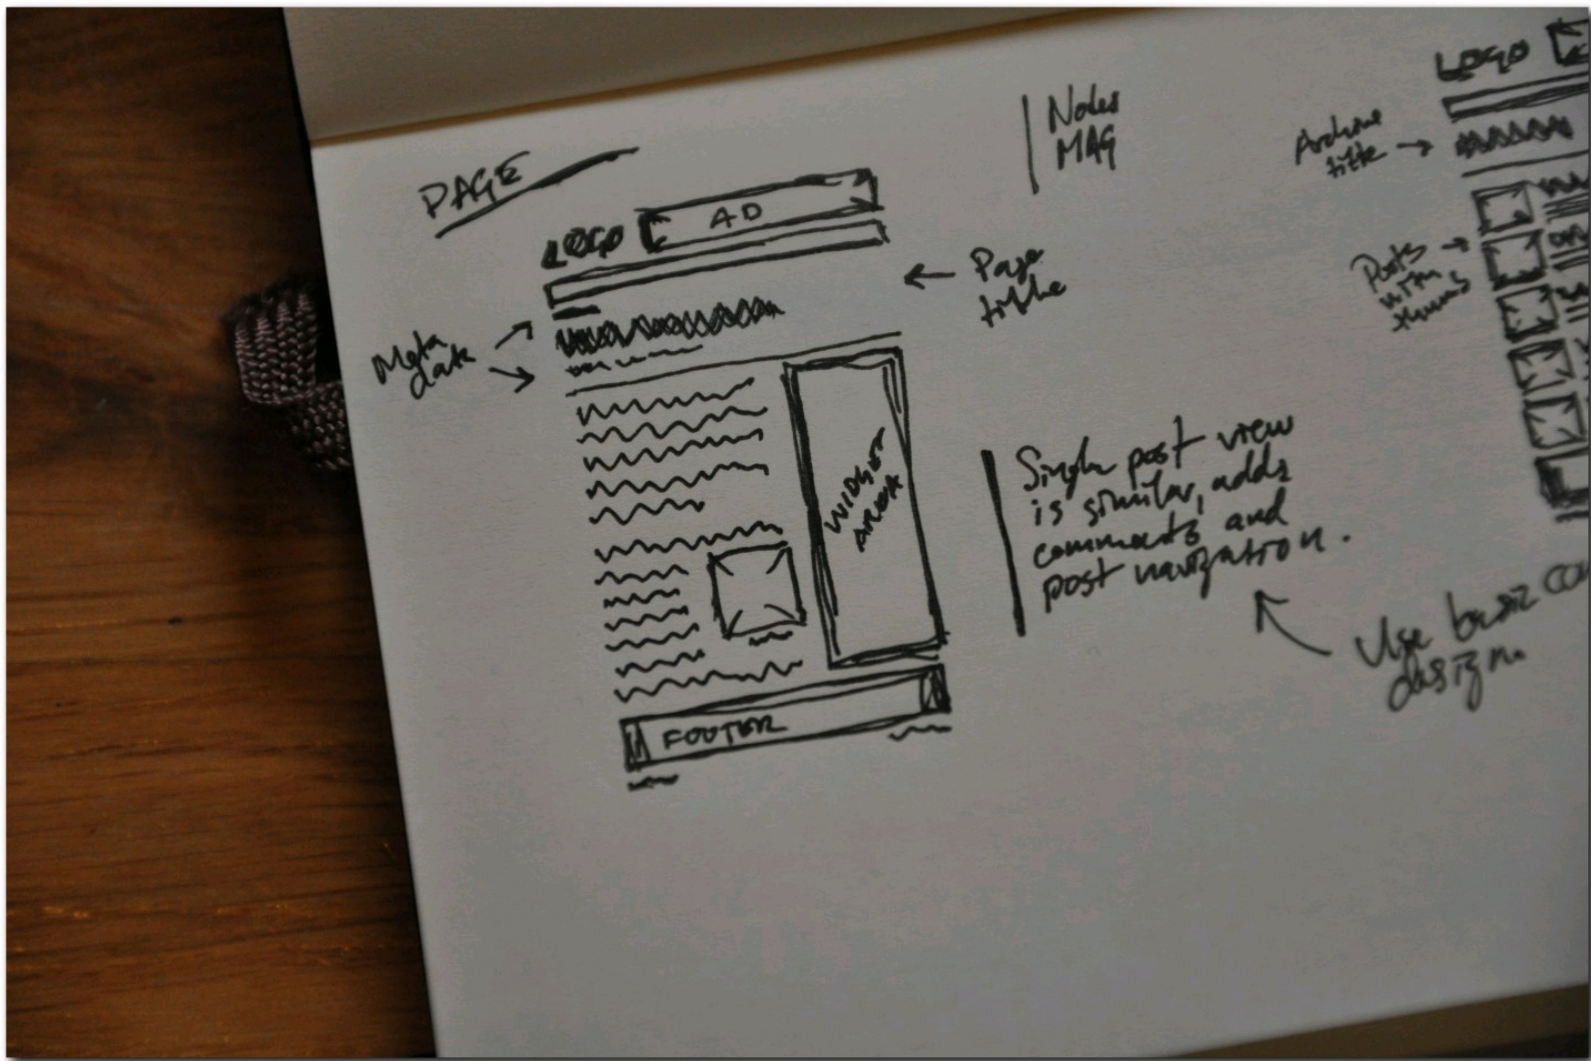 PAGE
LOGO
AD
Page
title
Meta
data
WIDGET
AREA
FOOTER
Notes
MAG
Single post view
is similar, adds
comments and
post navigation.
Use basic
design
LOGO
Archive
title
Posts
with
thumbs